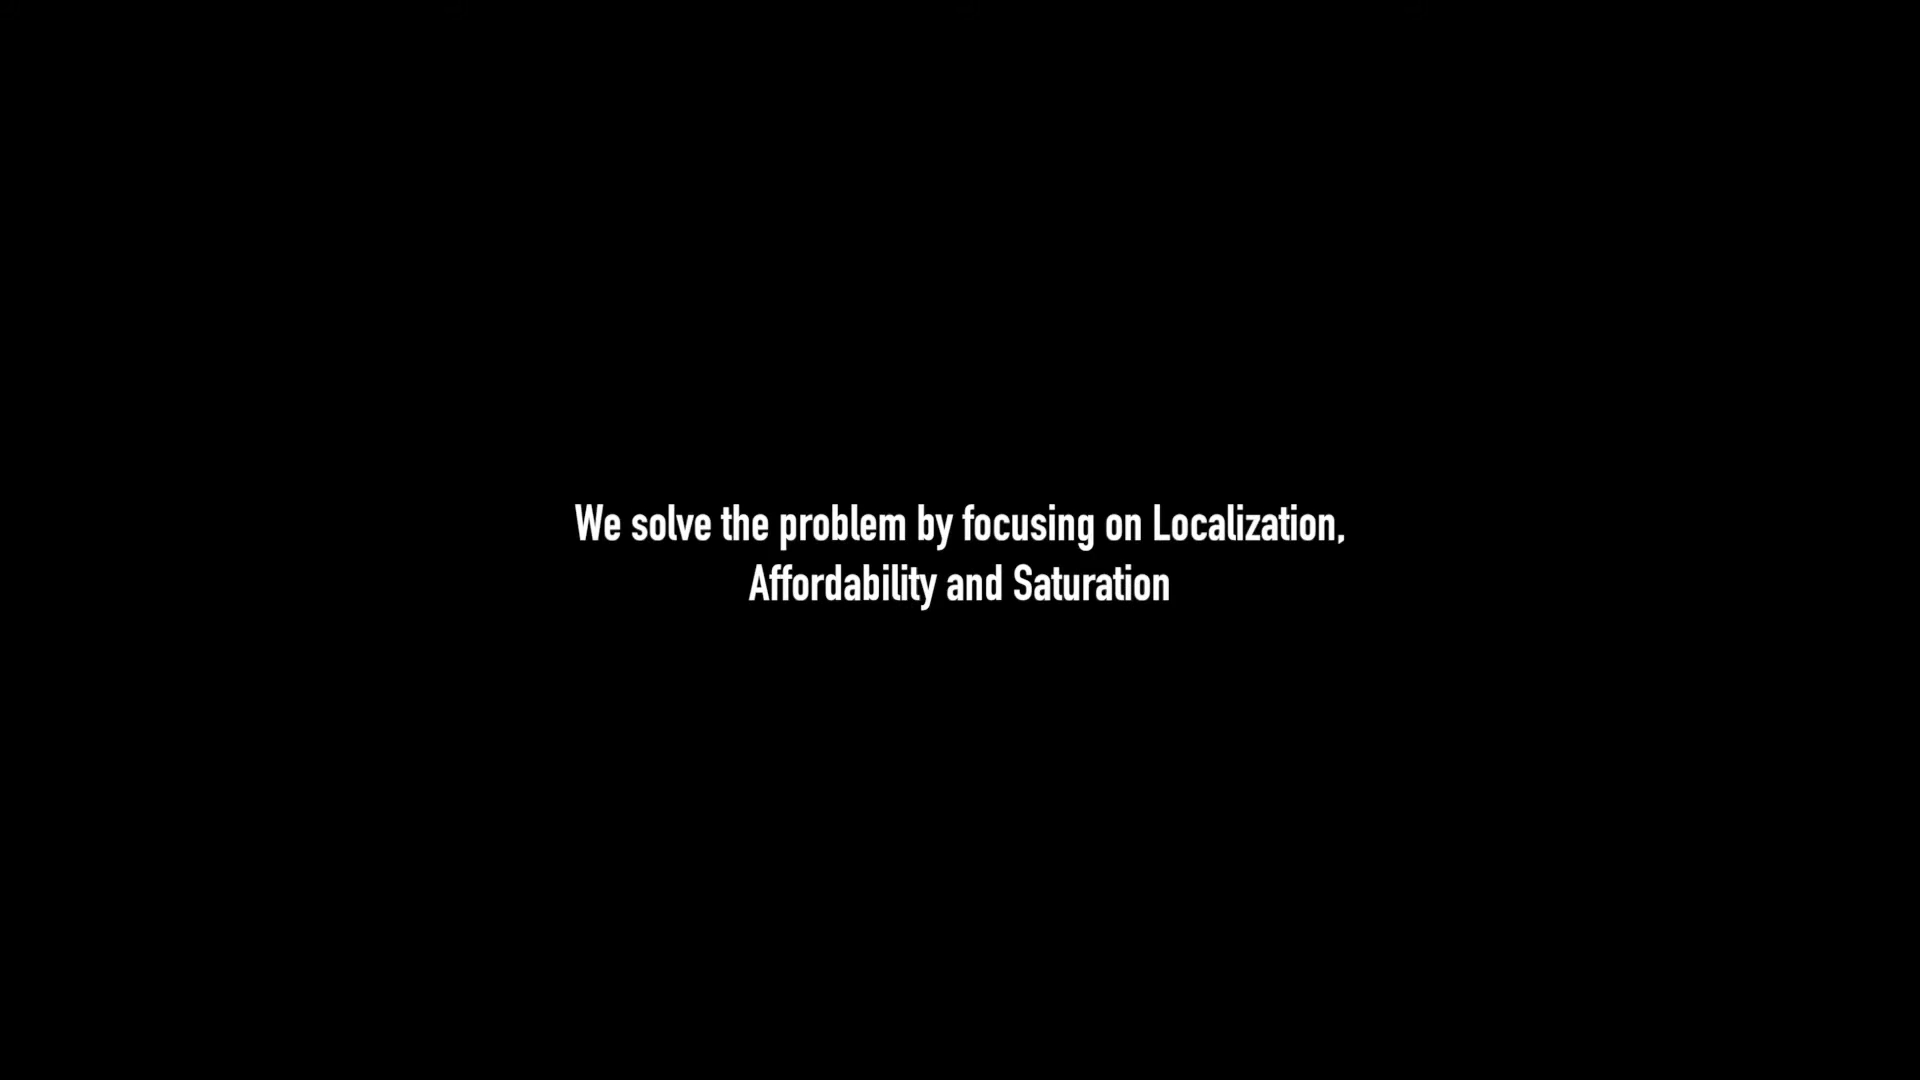 We solve the problem by focusing on Localization,
Affordability and Saturation